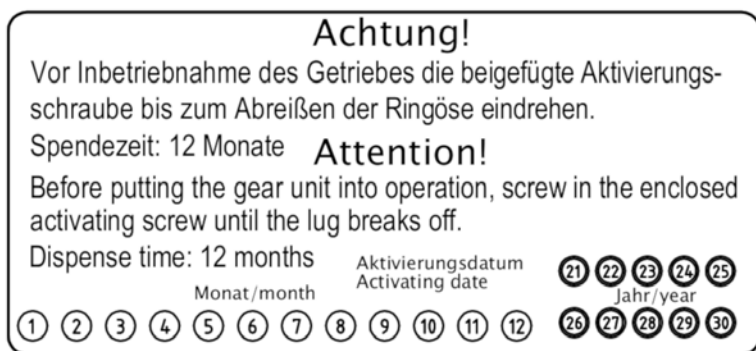 Achtung!
Vor Inbetriebnahme des Getriebes die beigefügte Aktivierungs-
schraube bis zum Abreißen der Ringöse eindrehen.
Spendezeit: 12 Monate Attention!
Before putting the gear unit into operation, screw in the enclosed
activating screw until the lug breaks off.
Dispense time: 12 months
Aktivierungsdatum
Activating date
21 22 23 24 25
Monat/month
Jahr/year
1 2 3 4 5 6 7 8 9 10 11 12
26 27 28 29 30